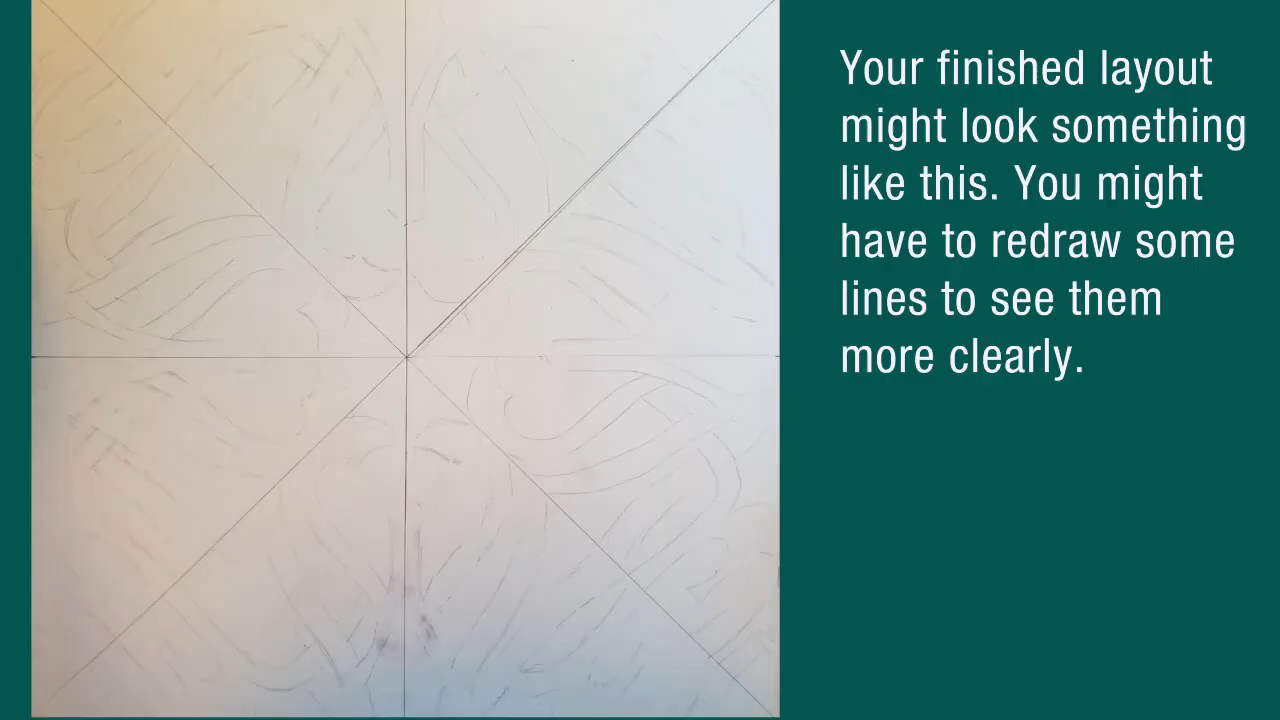 Your finished layout
might look something
like this. You might
have to redraw some
lines to see them
more clearly.